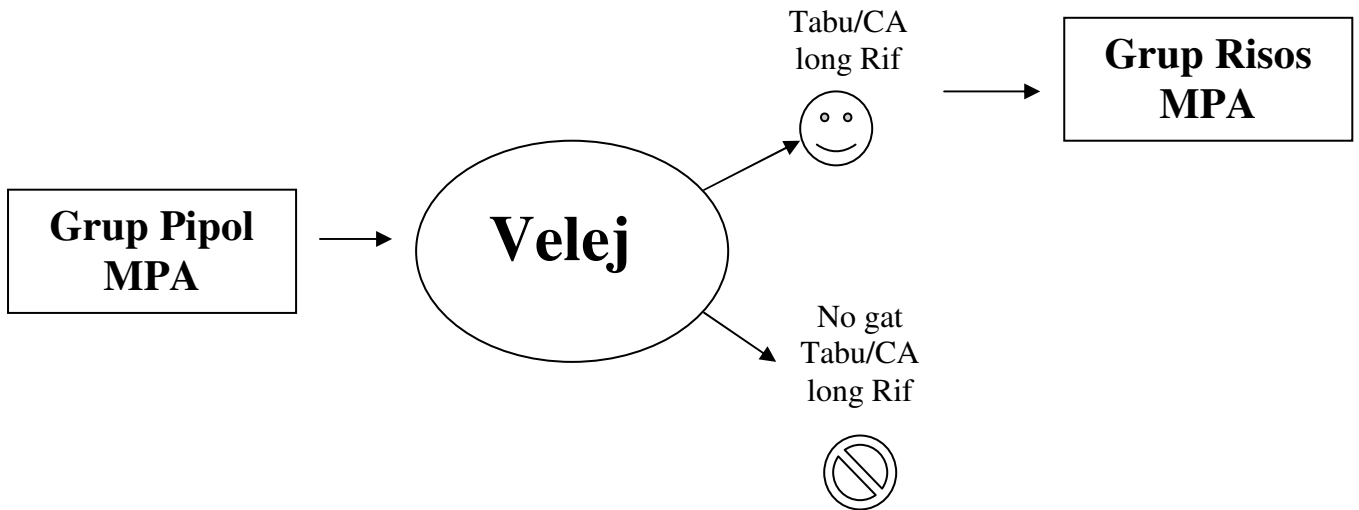 Grup Pipol
MPA
Velej
Tabu/CA
long Rif
Grup Risos
MPA
No gat
Tabu/CA
long Rif